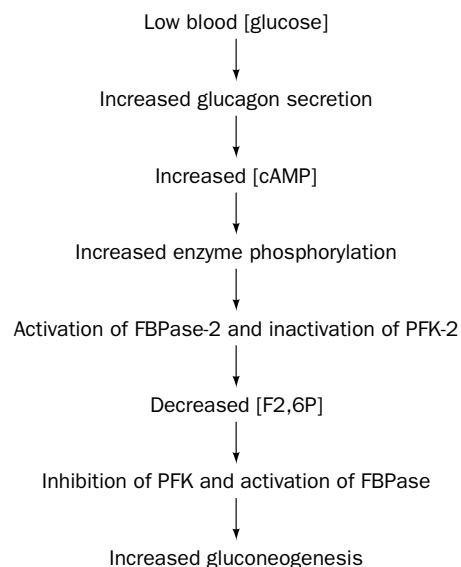 Low blood [glucose]
Increased glucagon secretion
Increased [cAMP]
Increased enzyme phosphorylation
Activation of FBPase-2 and inactivation of PFK-2
Decreased [F2,6P]
Inhibition of PFK and activation of FBPase
Increased gluconeogenesis